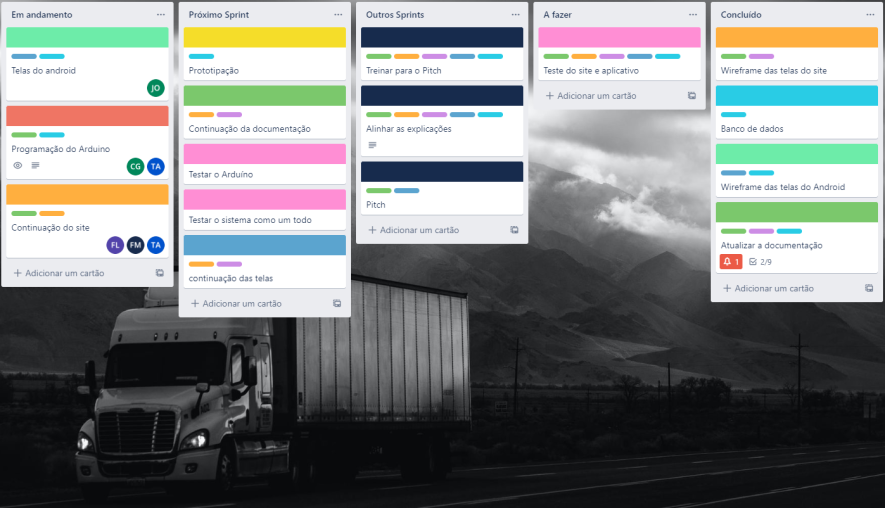 Em andamento
Telas do android
JO
Programação do Arduino
CG TA
Continuação do site
FL FM TA
+ Adicionar um cartão
Próximo Sprint
Prototipação
Continuação da documentação
Testar o Arduíno
Testar o sistema como um todo
continuação das telas
+ Adicionar um cartão
Outros Sprints
Treinar para o Pitch
Alinhar as explicações
Pitch
+ Adicionar um cartão
A fazer
Teste do site e aplicativo
+ Adicionar um cartão
Concluído
Wireframe das telas do site
Banco de dados
Wireframe das telas do Android
Atualizar a documentação
1 2/9
+ Adicionar um cartão